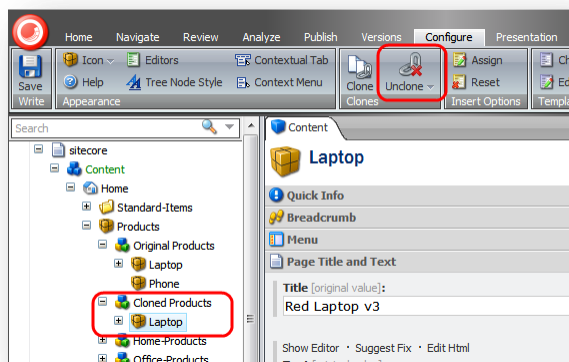 Home Navigate Review Analyze Publish Versions Configure Presentation
Icon Editors Contextual Tab Assign
Help Tree Node Style Context Menu Reset
Save Clone Unclone
Write Appearance Clones Insert Options
Search
Content
sitecore
Content
Home
Standard-Items
Products
Original Products
Laptop
Phone
Cloned Products
Laptop
Home-Products
Office-Products
Laptop
Quick Info
Breadcrumb
Menu
Page Title and Text
Title [original value]:
Red Laptop v3
Show Editor · Suggest Fix · Edit Html